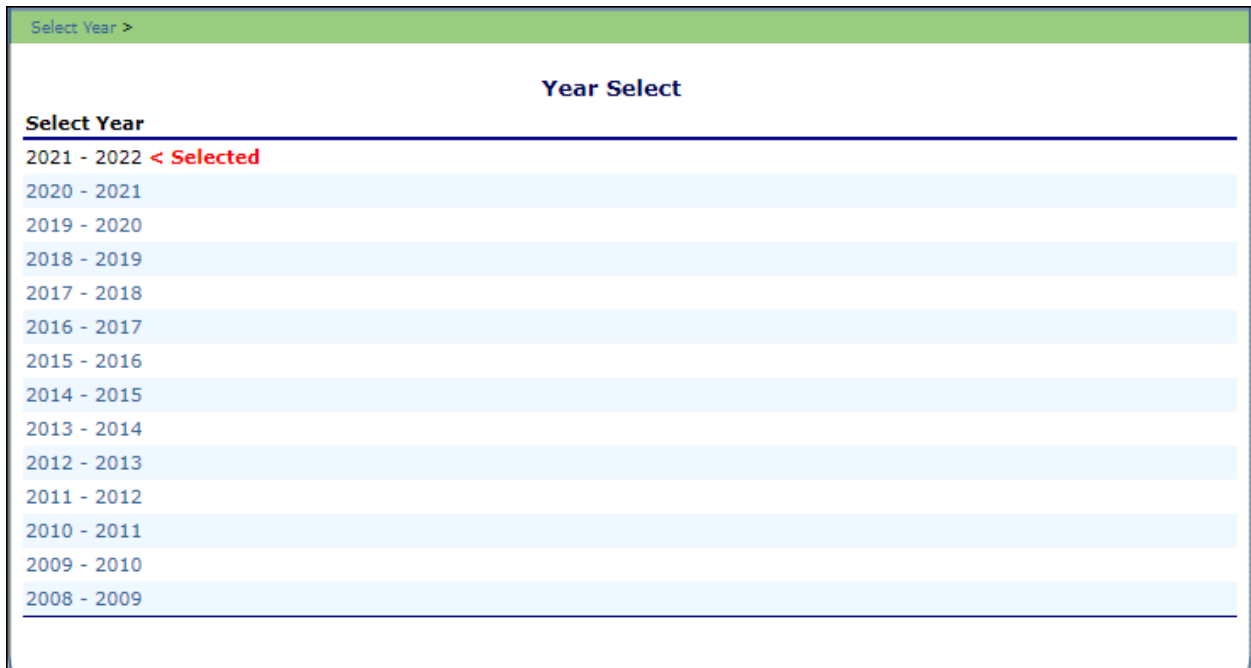 Select Year >
Year Select
Select Year
2021 - 2022 < Selected
2020 - 2021
2019 - 2020
2018 - 2019
2017 - 2018
2016 - 2017
2015 - 2016
2014 - 2015
2013 - 2014
2012 - 2013
2011 - 2012
2010 - 2011
2009 - 2010
2008 - 2009